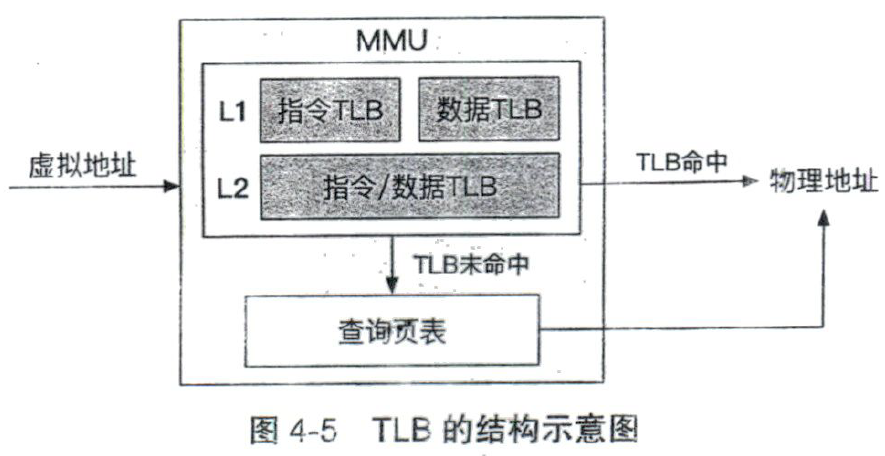 MMU
L1 指令TLB 数据TLB
虚拟地址
TLB命中
物理地址
L2 指令/数据TLB
TLB未命中
查询页表
图 4-5 TLB 的结构示意图